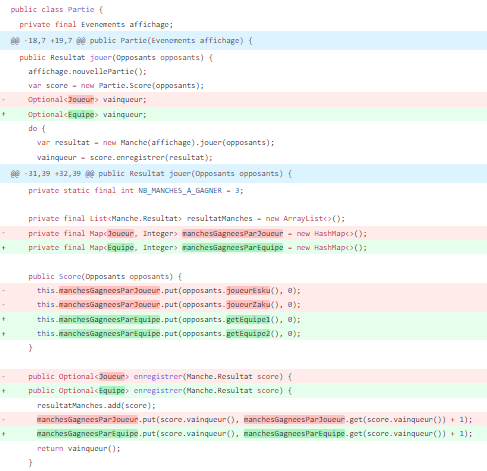 public class Partie {
private final Evenements affichage;
@@ -18,7 +19,7 @@ public Partie(Evenements affichage) {
public Resultat jouer(Opposants opposants) {
affichage.nouvellePartie();
var score = new Partie.Score(opposants);
- Optional<Joueur> vainqueur;
+ Optional<Equipe> vainqueur;
do {
var resultat = new Manche(affichage).jouer(opposants);
vainqueur = score.enregistrer(resultat);
@@ -31,39 +32,39 @@ public Resultat jouer(Opposants opposants) {
private static final int NB_MANCHES_A_GAGNER = 3;
private final List<Manche.Resultat> resultatManches = new ArrayList<>();
- private final Map<Joueur, Integer> manchesGagneesParJoueur = new HashMap<>();
+ private final Map<Equipe, Integer> manchesGagneesParEquipe = new HashMap<>();
public Score(Opposants opposants) {
- this.manchesGagneesParJoueur.put(opposants.joueurEsku(), 0);
- this.manchesGagneesParJoueur.put(opposants.joueurZaku(), 0);
+ this.manchesGagneesParEquipe.put(opposants.getEquipe1(), 0);
+ this.manchesGagneesParEquipe.put(opposants.getEquipe2(), 0);
}
- public Optional<Joueur> enregistrer(Manche.Resultat score) {
+ public Optional<Equipe> enregistrer(Manche.Resultat score) {
resultatManches.add(score);
- manchesGagneesParJoueur.put(score.vainqueur(), manchesGagneesParJoueur.get(score.vainqueur()) + 1);
+ manchesGagneesParEquipe.put(score.vainqueur(), manchesGagneesParEquipe.get(score.vainqueur()) + 1);
return vainqueur();
}